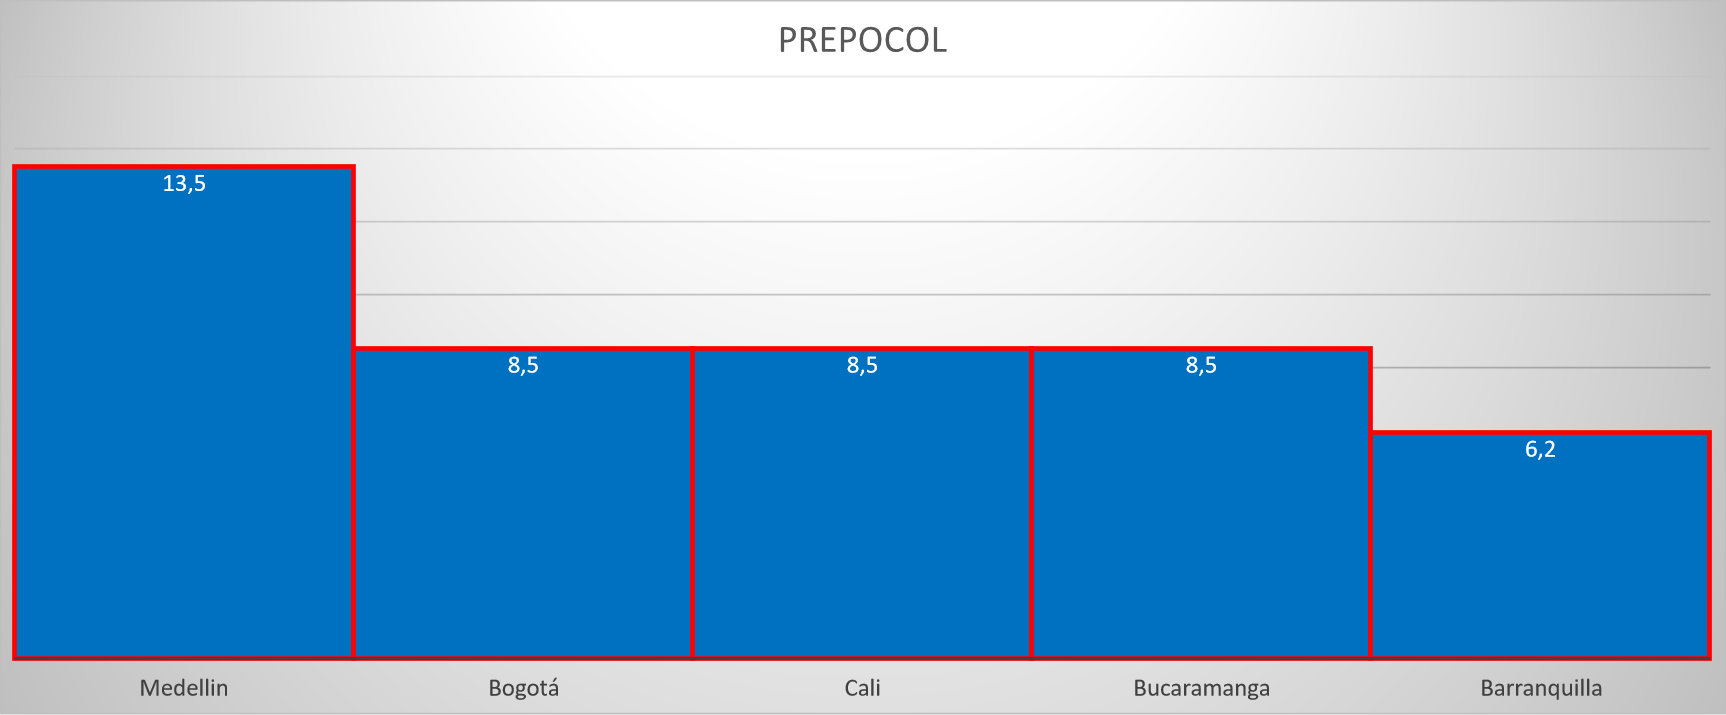 PREPOCOL
13,5
8,5
8,5
8,5
6,2
Medellin
Bogotá
Cali
Bucaramanga
Barranquilla